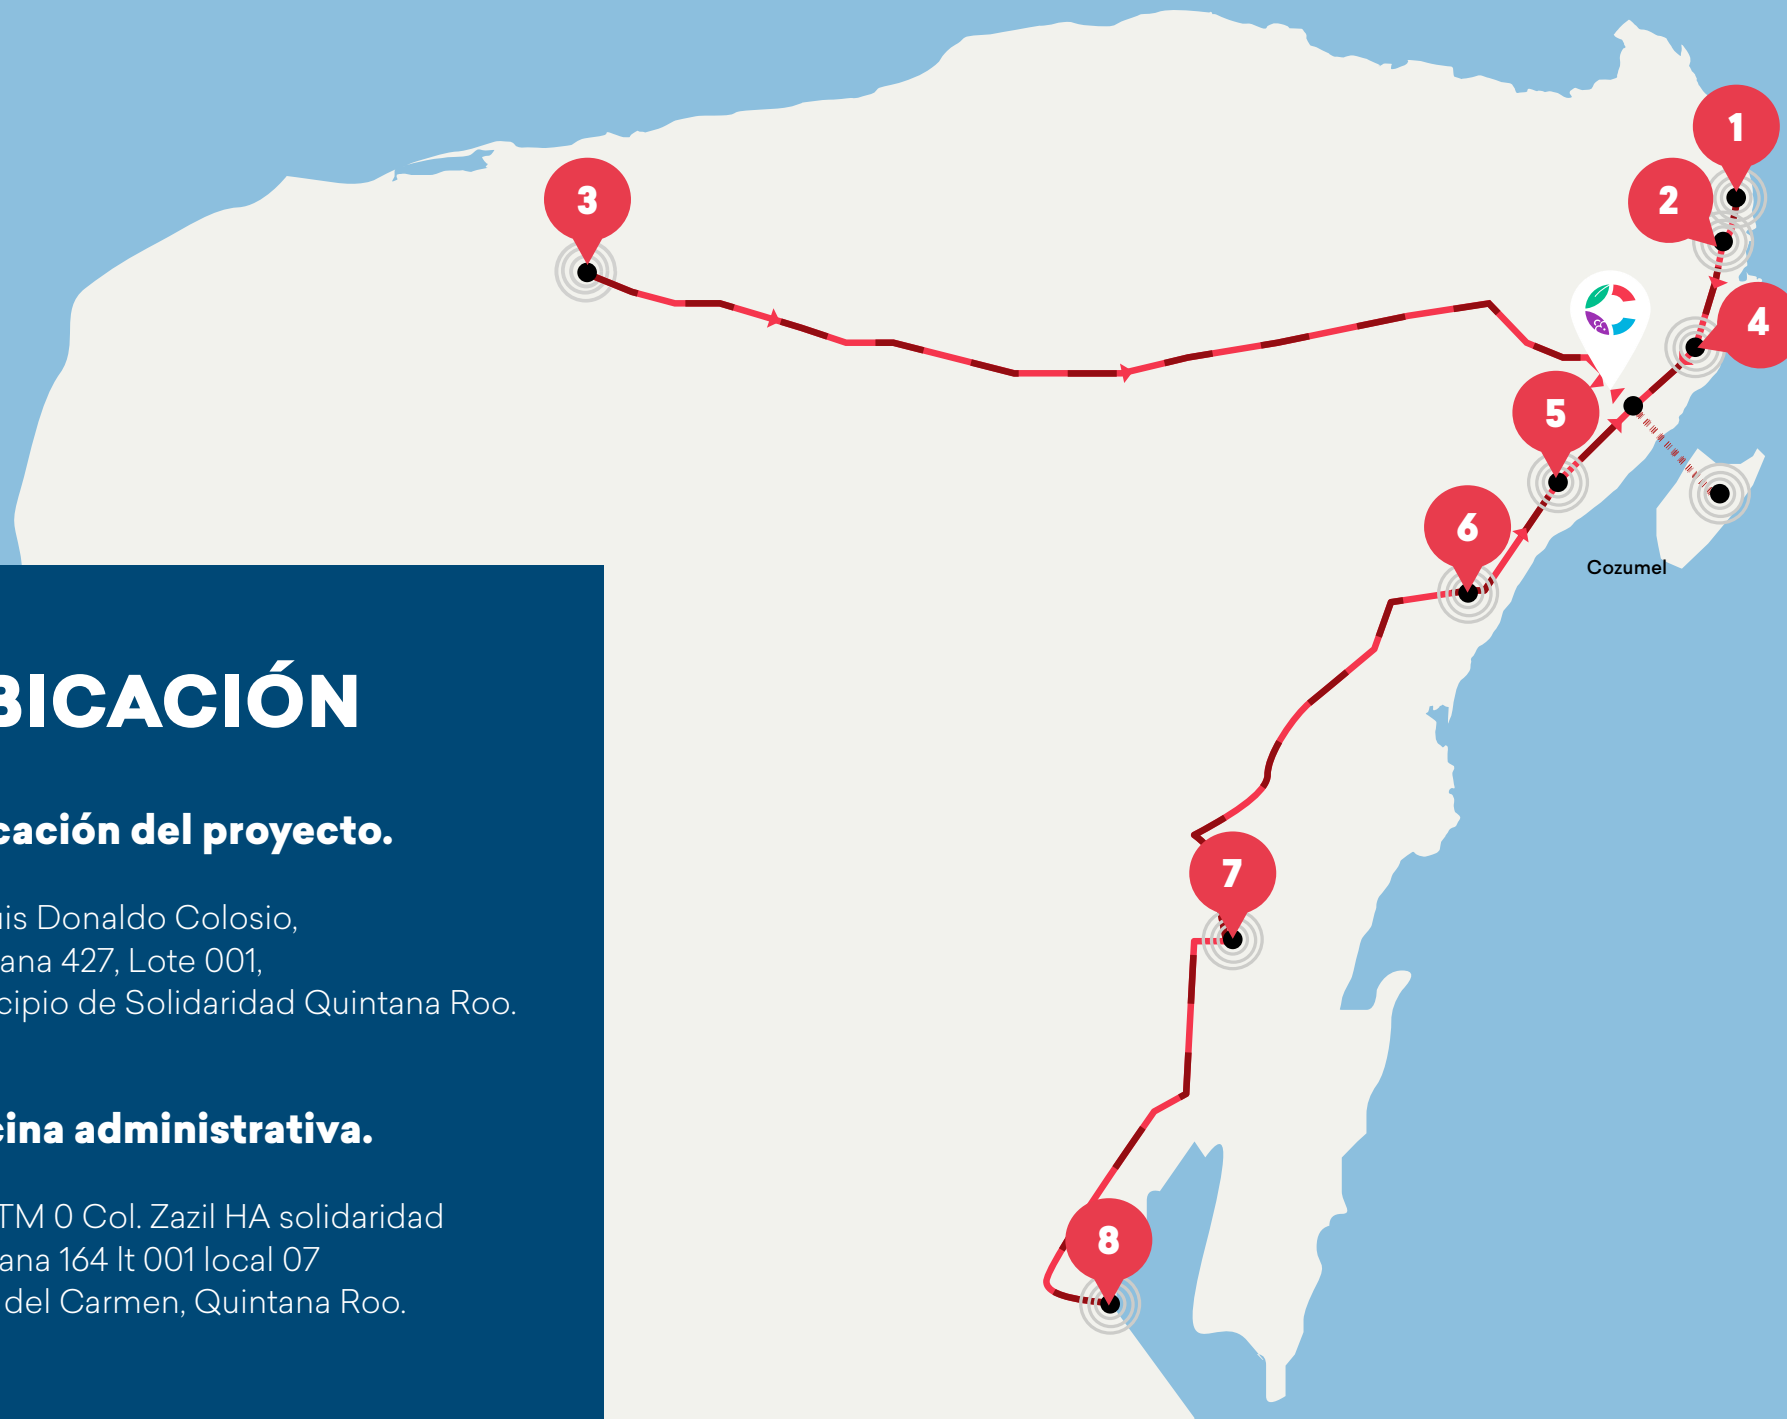 1
2
3
4
5
6
Cozumel
7
8
BICACIÓN
cación del proyecto.
uis Donaldo Colosio,
ana 427, Lote 001,
cipio de Solidaridad Quintana Roo.
cina administrativa.
TM 0 Col. Zazil HA solidaridad
ana 164 lt 001 local 07
del Carmen, Quintana Roo.